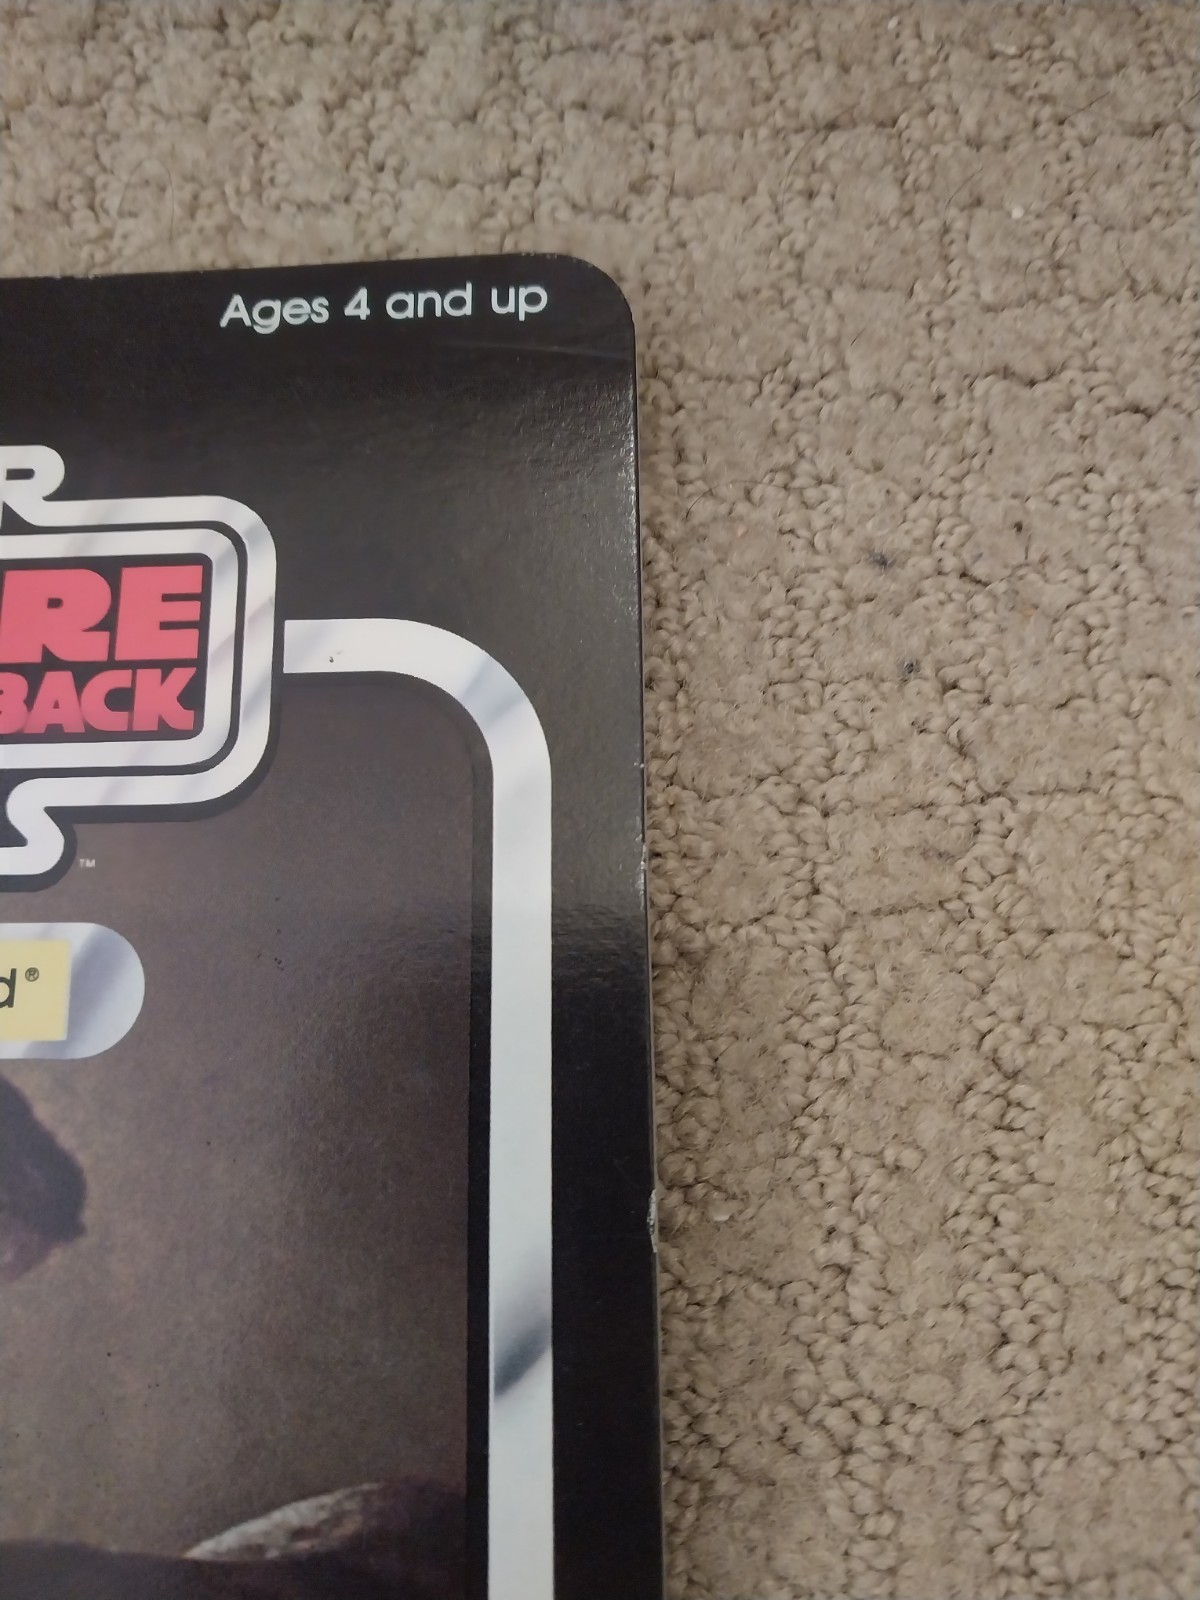 Ages 4 and up
R
RE
BACK
™
d®